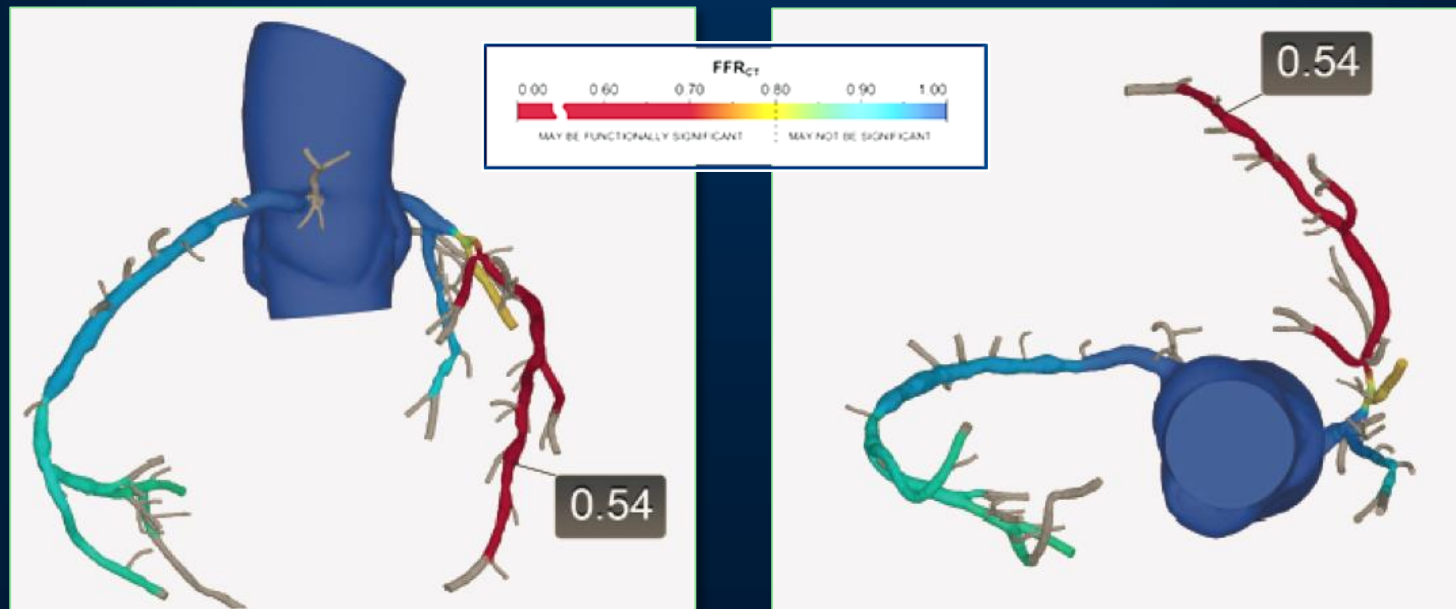 FFRCT
0.00 0.60 0.70 0.80 0.90 1.00
MAY BE FUNCTIONALLY SIGNIFICANT MAY NOT BE SIGNIFICANT
0.54
0.54